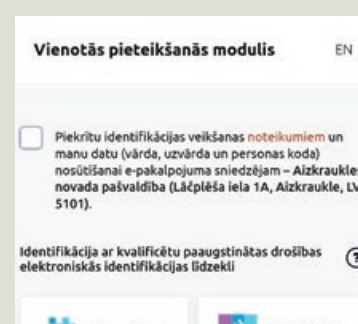 Vienotās pieteikšanās modulis EN
Piekrītu identifikācijas veikšanas noteikumiem un
manu datu (vārda, uzvārda un personas koda)
nosūtīšanai e-pakalpojuma sniedzējam – Aizkraukles
novada pašvaldība (Lāčplēša iela 1A, Aizkraukle, LV
5101).
Identifikācija ar kvalificētu paaugstinātas drošības
elektroniskās identifikācijas līdzekli